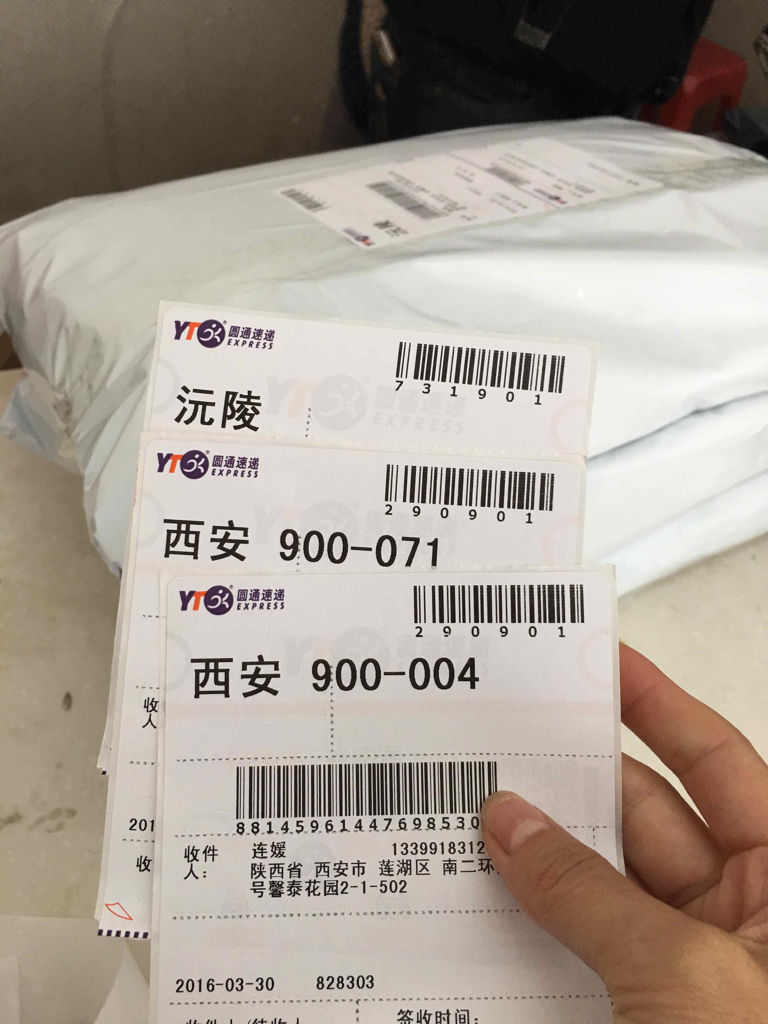 YTO 圆通速递
EXPRESS
731901
沅陵
YTO 圆通速递
EXPRESS
290901
西安 900-071
YTO 圆通速递
EXPRESS
290901
西安 900-004
收
人
88145961447698530
收件
人：
连媛 1339918312
陕西省 西安市 莲湖区 南二环
号馨泰花园2-1-502
201
收
2016-03-30 828303
签收时间：